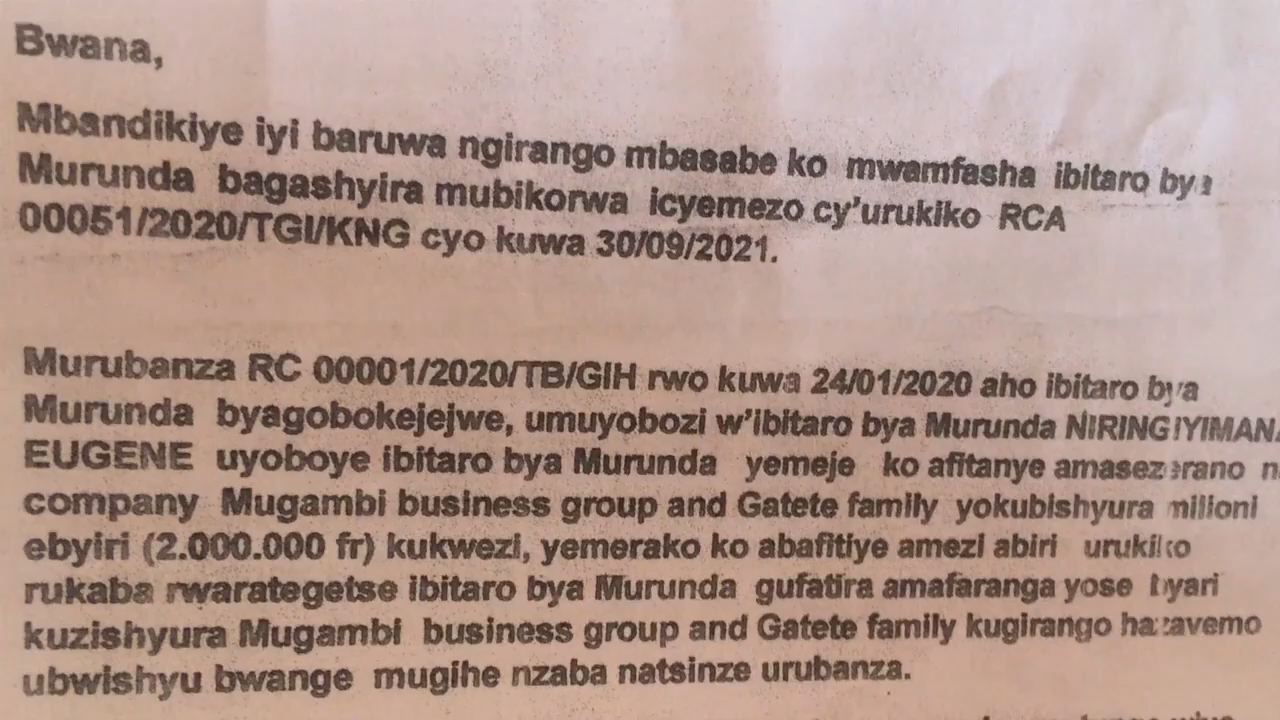 Bwana,
Mbandikiye iyi baruwa ngirango mbasabe ko mwamfasha ibitaro bya
Murunda bagashyira mubikorwa icyemezo cy'urukiko RCA
00051/2020/TGI/KNG cyo kuwa 30/09/2021.
Murubanza RC 00001/2020/TB/GIH rwo kuwa 24/01/2020 aho ibitaro bya
Murunda byagobokejejwe, umuyobozi w'ibitaro bya Murunda NIRINGIYIMANA
EUGENE uyoboye ibitaro bya Murunda yemeje ko afitanye amasezerano
company Mugambi business group and Gatete family yokubishyura milioni
ebyiri (2.000.000 fr) kukwezi, yemerako ko abafitiye amezi abiri urukiko
rukaba rwarategetse ibitaro bya Murunda gufatira amafaranga yose byari
kuzishyura Mugambi business group and Gatete family kugirango hazavemo
ubwishyu bwange mugihe nzaba natsinze urubanza.